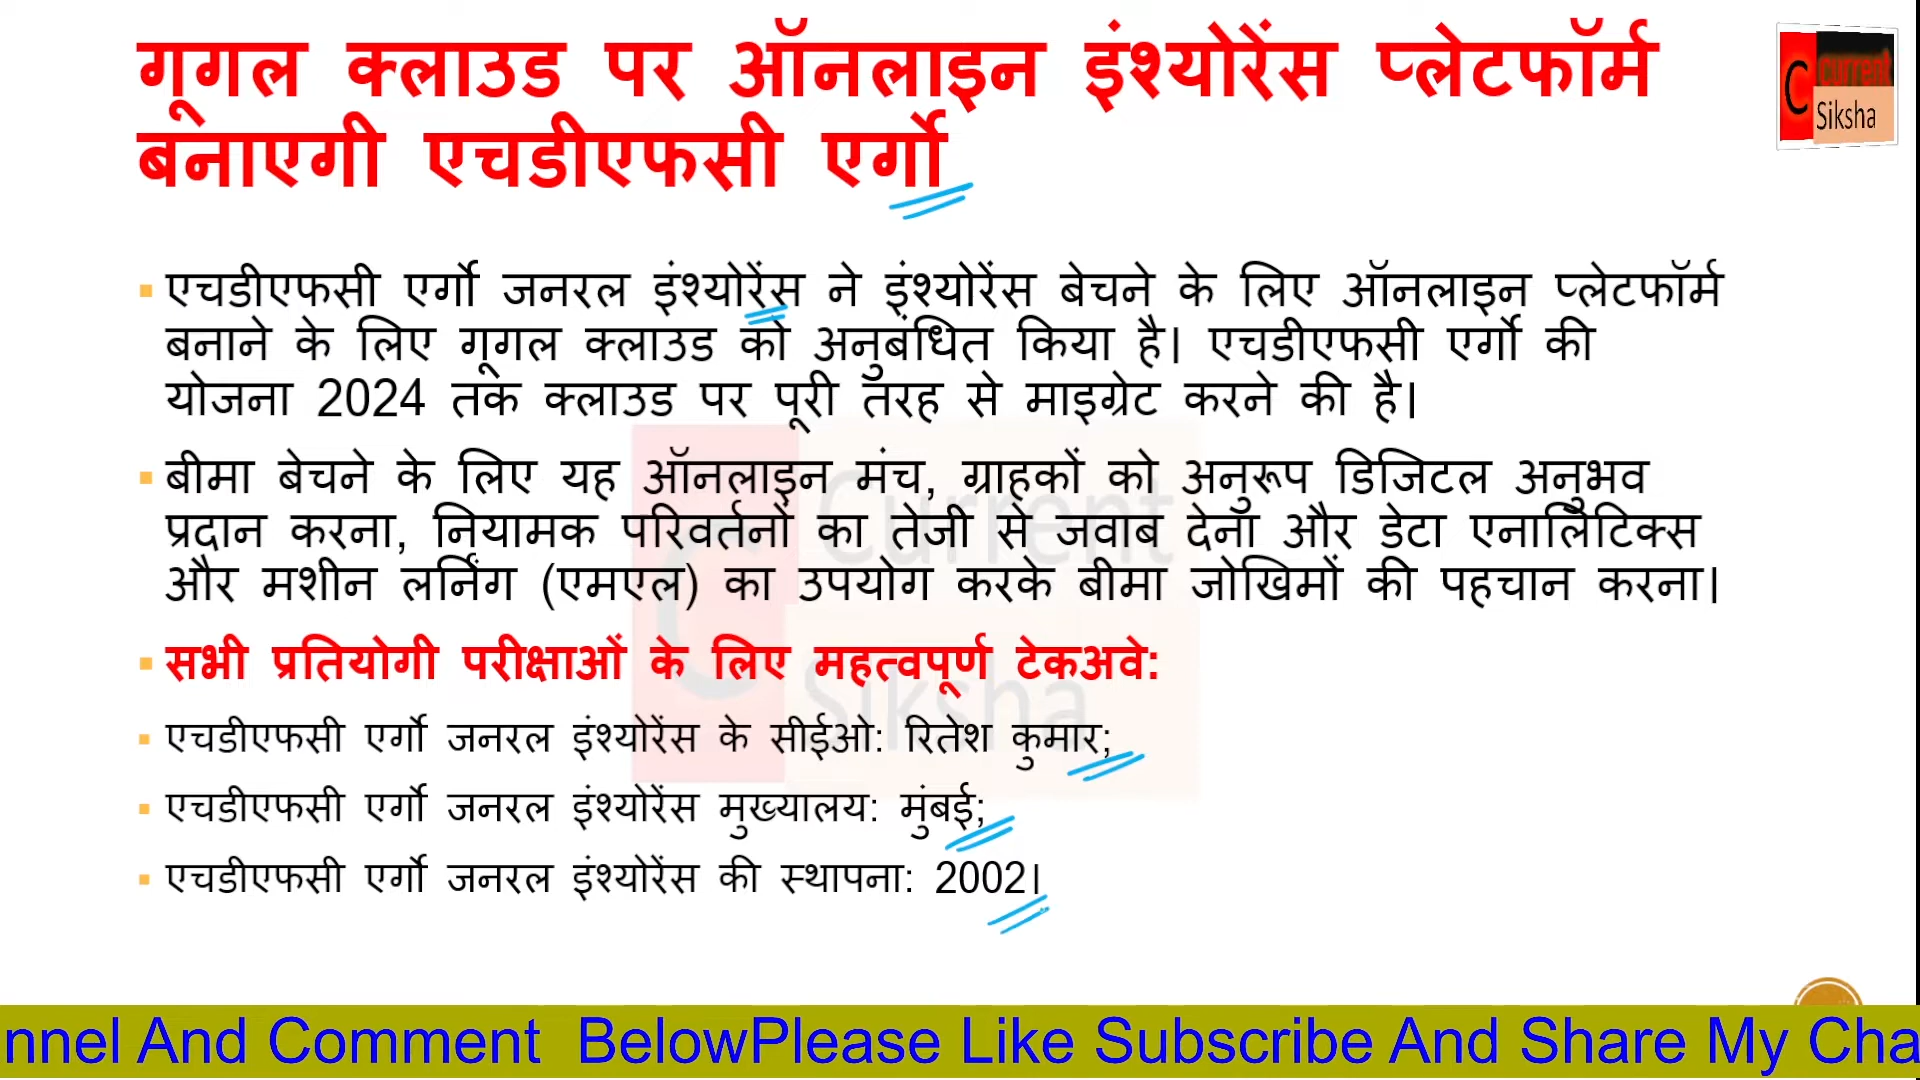 गूगल क्लाउड पर ऑनलाइन इंश्योरेंस प्लेटफॉर्म
बनाएगी एचडीएफसी एर्गो
C current
Siksha
एचडीएफसी एर्गो जनरल इंश्योरेंस ने इंश्योरेंस बेचने के लिए ऑनलाइन प्लेटफॉर्म
बनाने के लिए गूगल क्लाउड को अनुबंधित किया है। एचडीएफसी एर्गो की
योजना 2024 तक क्लाउड पर पूरी तरह से माइग्रेट करने की है।
बीमा बेचने के लिए यह ऑनलाइन मंच, ग्राहकों को अनुरूप डिजिटल अनुभव
प्रदान करना, नियामक परिवर्तनों का तेजी से जवाब देना और डेटा एनालिटिक्स
और मशीन लर्निंग (एमएल) का उपयोग करके बीमा जोखिमों की पहचान करना।
सभी प्रतियोगी परीक्षाओं के लिए महत्वपूर्ण टेकअवे:
एचडीएफसी एर्गो जनरल इंश्योरेंस के सीईओ: रितेश कुमार;
एचडीएफसी एर्गो जनरल इंश्योरेंस मुख्यालय: मुंबई;
एचडीएफसी एर्गो जनरल इंश्योरेंस की स्थापना: 2002।
C Current
Siksha
nnel And Comment BelowPlease Like Subscribe And Share My Cha